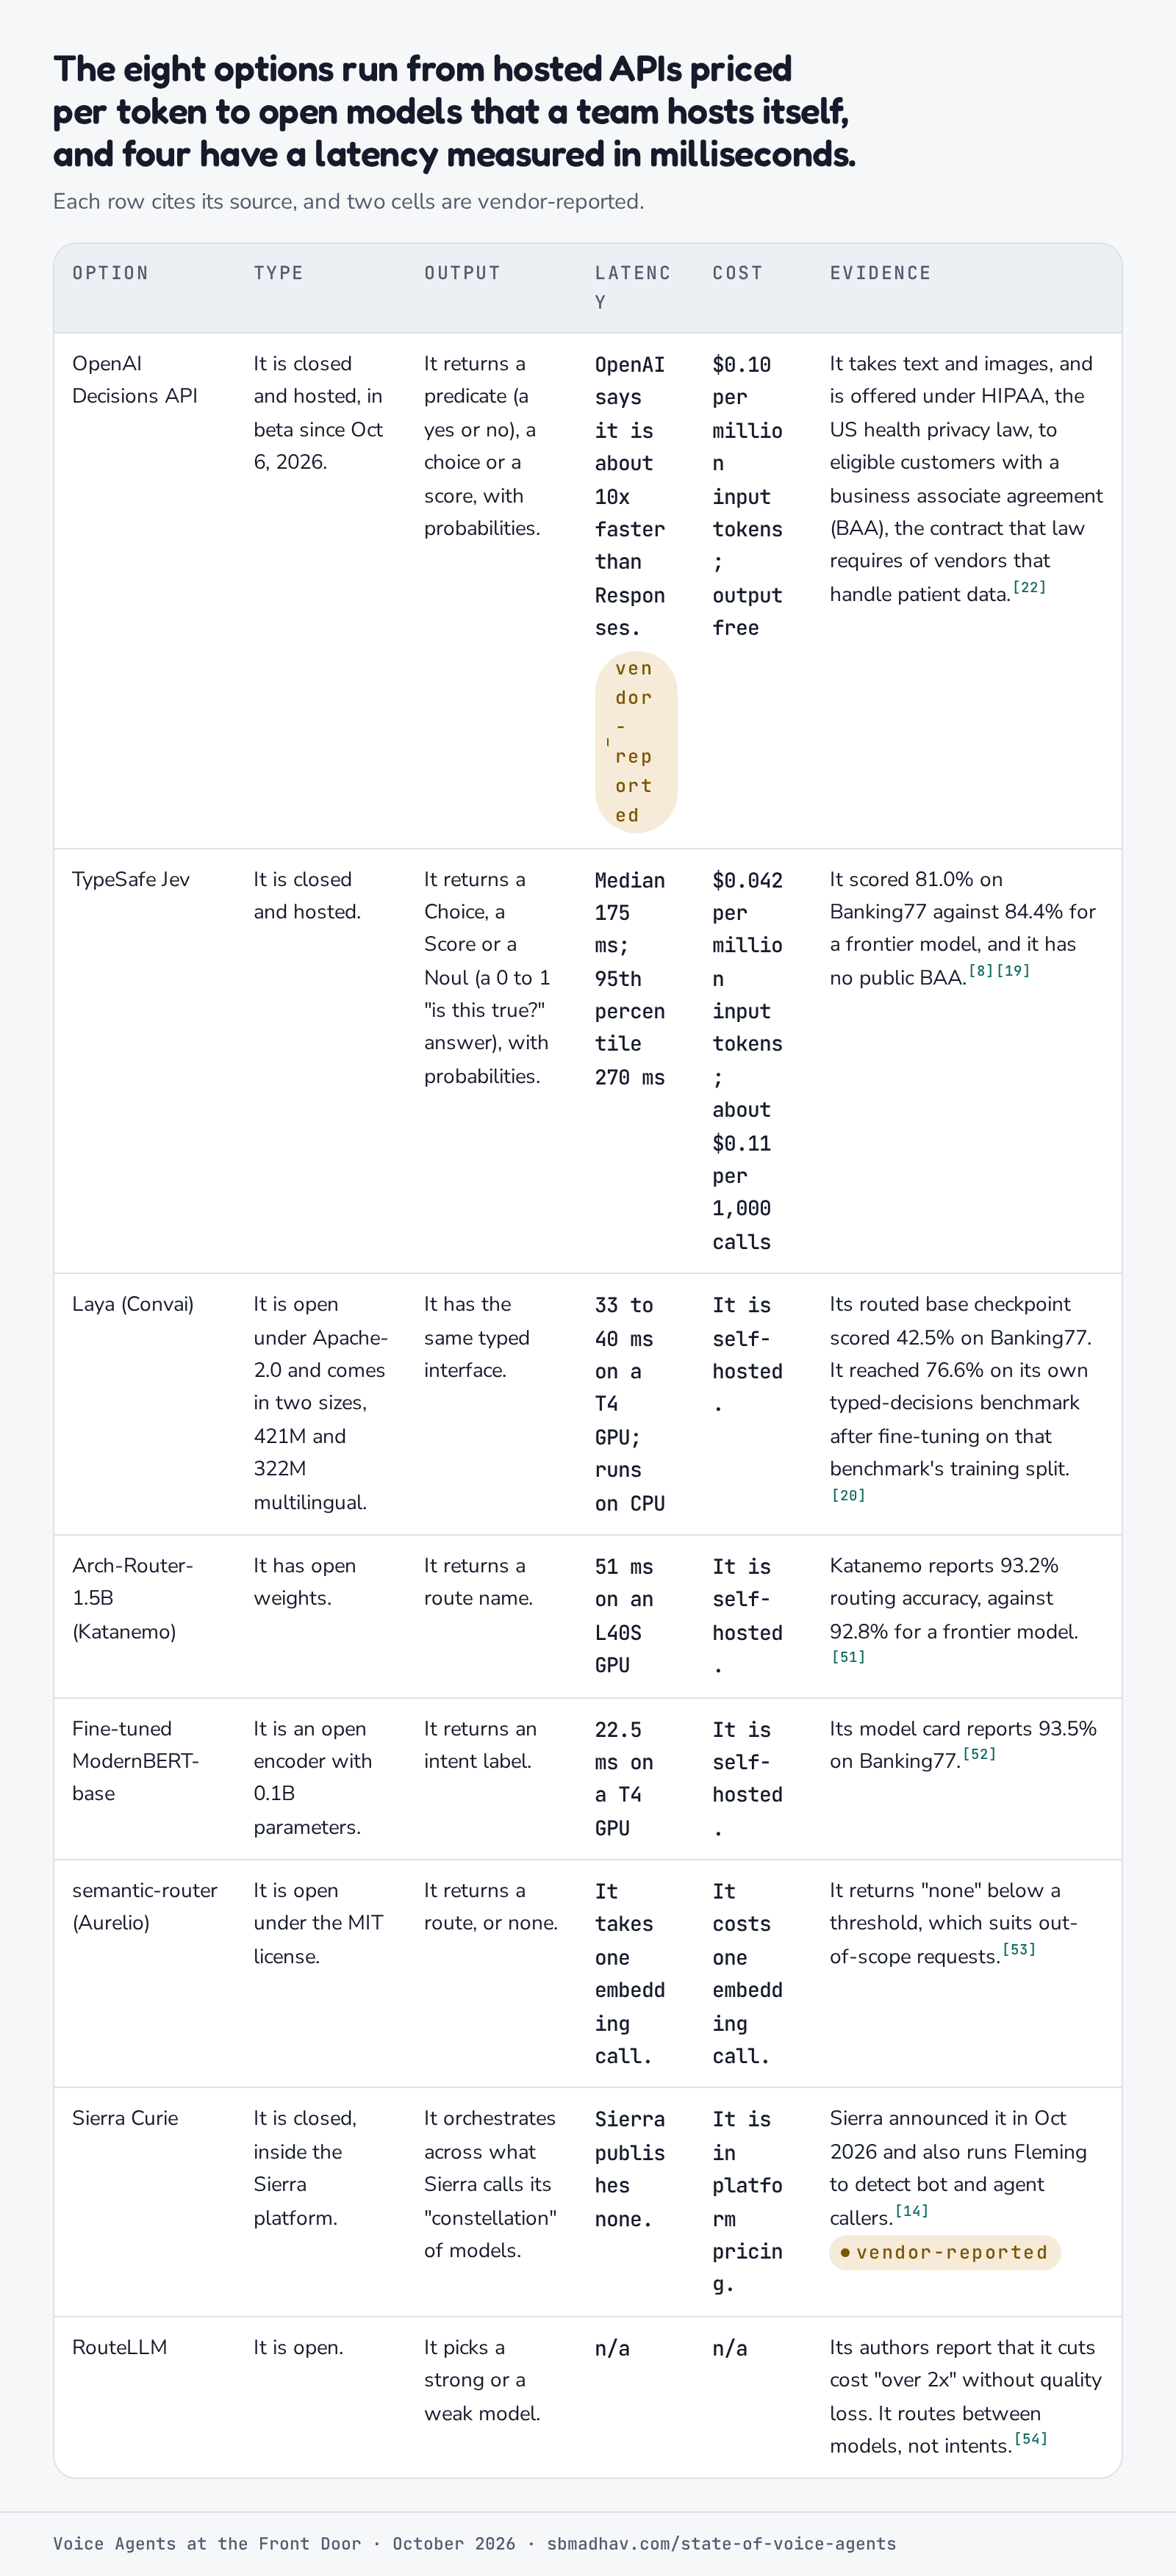 The eight options run from hosted APIs priced
per token to open models that a team hosts itself,
and four have a latency measured in milliseconds.
Each row cites its source, and two cells are vendor-reported.
OPTION
TYPE
OUTPUT
LATENC
Y
COST
EVIDENCE
OpenAI
Decisions API
It is closed
and hosted, in
beta since Oct
6, 2026.
It returns a
predicate (a
yes or no), a
choice or a
score, with
probabilities.
OpenAI
says
it is
about
10x
faster
than
Respon
ses.
ven
dor
-
rep
ort
ed
$0.10
per
millio
n
input
tokens
;
output
free
It takes text and images, and
is offered under HIPAA, the
US health privacy law, to
eligible customers with a
business associate agreement
(BAA), the contract that law
requires of vendors that
handle patient data.[22]
TypeSafe Jev
It is closed
and hosted.
It returns a
Choice, a
Score or a
Noul (a 0 to 1
"is this true?"
answer), with
probabilities.
Median
175
ms;
95th
percen
tile
270 ms
$0.042
per
millio
n
input
tokens
;
about
$0.11
per
1,000
calls
It scored 81.0% on
Banking77 against 84.4% for
a frontier model, and it has
no public BAA.[8][19]
Laya (Convai)
It is open
under Apache-
2.0 and comes
in two sizes,
421M and
322M
multilingual.
It has the
same typed
interface.
33 to
40 ms
on a
T4
GPU;
runs
on CPU
It is
self-
hosted
.
Its routed base checkpoint
scored 42.5% on Banking77.
It reached 76.6% on its own
typed-decisions benchmark
after fine-tuning on that
benchmark's training split.
[20]
Arch-Router-
1.5B
(Katanemo)
It has open
weights.
It returns a
route name.
51 ms
on an
L40S
GPU
It is
self-
hosted
.
Katanemo reports 93.2%
routing accuracy, against
92.8% for a frontier model.
[51]
Fine-tuned
ModernBERT-
base
It is an open
encoder with
0.1B
parameters.
It returns an
intent label.
22.5
ms on
a T4
GPU
It is
self-
hosted
.
Its model card reports 93.5%
on Banking77.[52]
semantic-router
(Aurelio)
It is open
under the MIT
license.
It returns a
route, or none.
It
takes
one
embedd
ing
call.
It
costs
one
embedd
ing
call.
It returns "none" below a
threshold, which suits out-
of-scope requests.[53]
Sierra Curie
It is closed,
inside the
Sierra
platform.
It orchestrates
across what
Sierra calls its
"constellation"
of models.
Sierra
publis
hes
none.
It is
in
platfo
rm
pricin
g.
Sierra announced it in Oct
2026 and also runs Fleming
to detect bot and agent
callers.[14]
vendor-reported
RouteLLM
It is open.
It picks a
strong or a
weak model.
n/a
n/a
Its authors report that it cuts
cost "over 2x" without quality
loss. It routes between
models, not intents.[54]
Voice Agents at the Front Door · October 2026 · sbmadhav.com/state-of-voice-agents